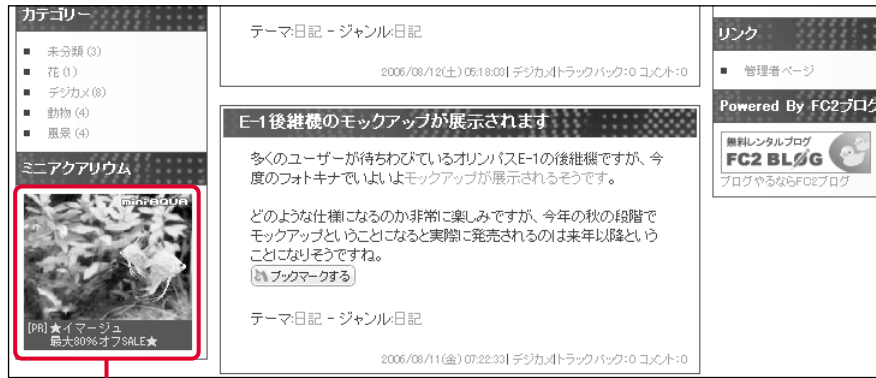 カテゴリー
■ 未分類 (3)
■ 花 (1)
■ デジカメ (8)
■ 動物 (4)
■ 風景 (4)
ミニアクアリウム
mini AQUA
[PR]★イマージュ
最大80%オフSALE★
テーマ:日記 - ジャンル:日記
2006/08/12(土) 05:18:03| デジカメ|トラックバック:0 コメント:0
E-1後継機のモックアップが展示されます
多くのユーザーが待ちわびているオリンパスE-1の後継機ですが、今
度のフォトキナでいよいよモックアップが展示されるそうです。
どのような仕様になるのか非常に楽しみですが、今年の秋の段階で
モックアップということになると実際に発売されるのは来年以降という
ことになりそうですね。
ブックマークする
テーマ:日記 - ジャンル:日記
2006/08/11(金) 07:22:33| デジカメ|トラックバック:0 コメント:0
リンク
■ 管理者ページ
Powered By FC2ブログ
無料レンタルブログ
FC2 BLOG
ブログやるならFC2ブログ